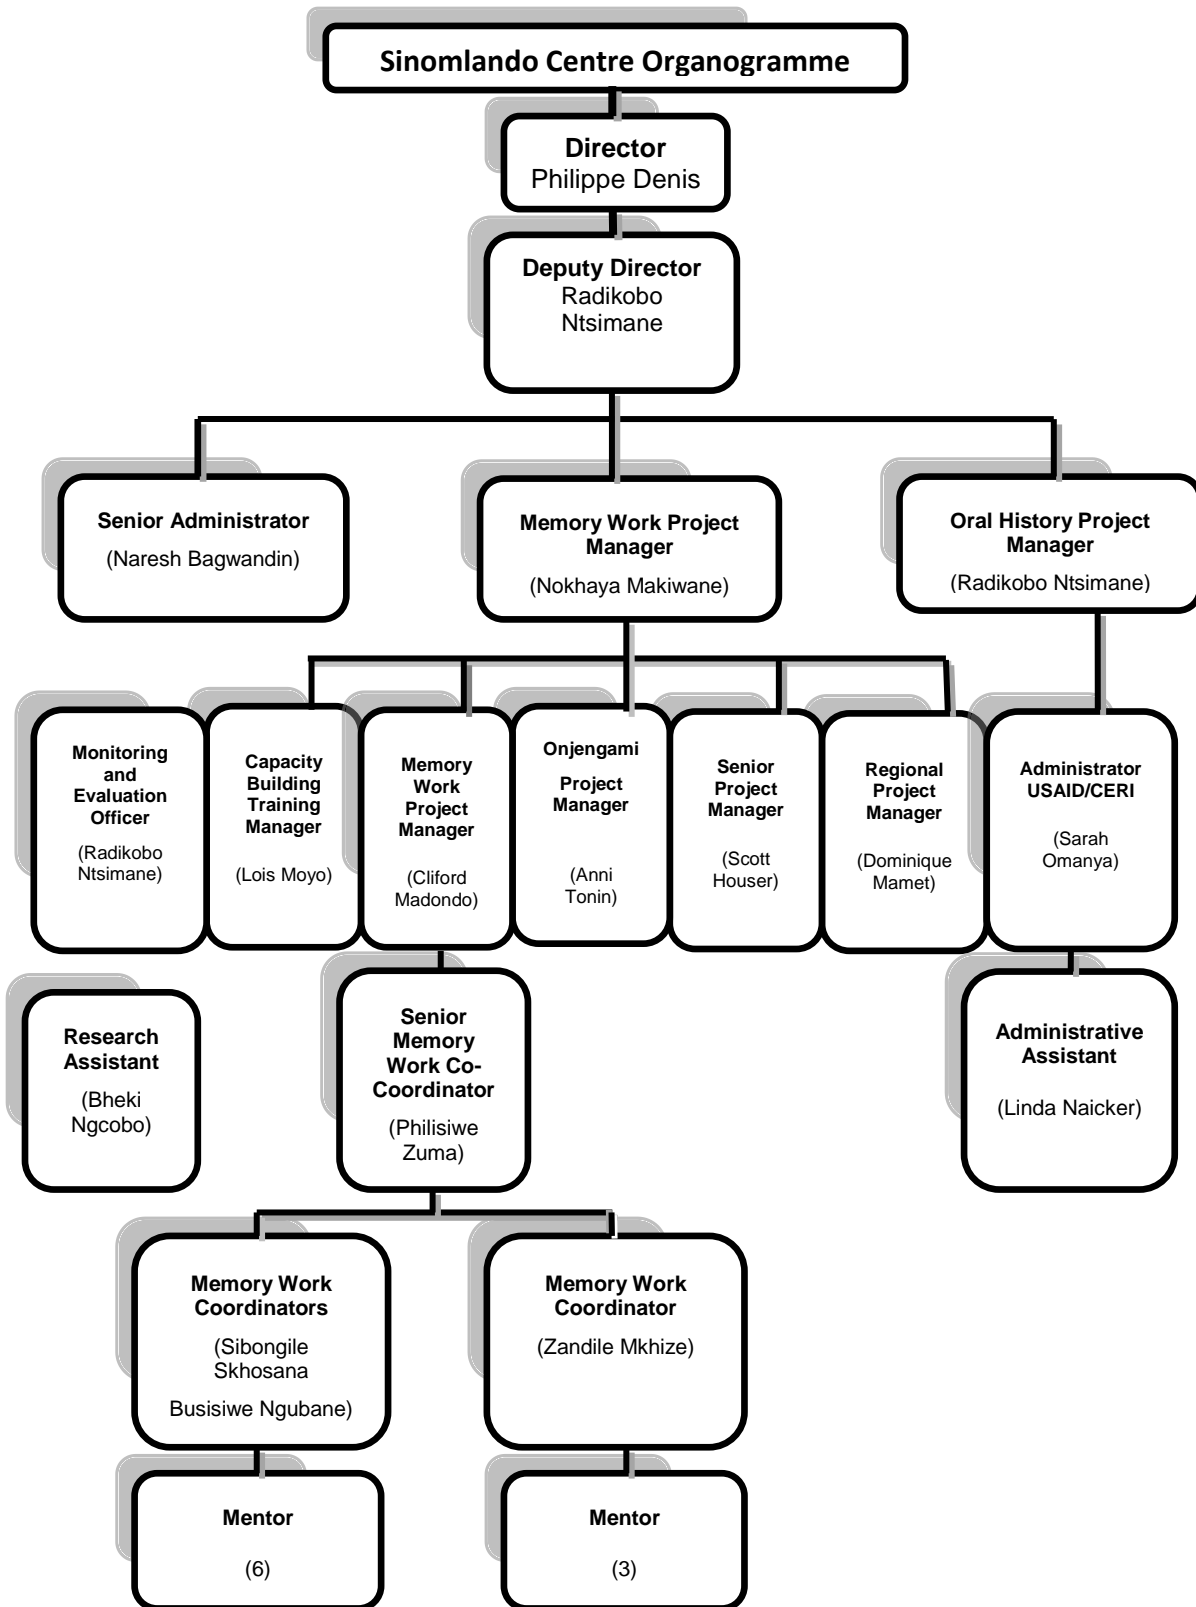 Sinomlando Centre Organogramme
Director
Philippe Denis
Deputy Director
Radikobo
Ntsimane
Senior Administrator
(Naresh Bagwandin)
Memory Work Project
Manager
(Nokhaya Makiwane)
Oral History Project
Manager
(Radikobo Ntsimane)
Monitoring
and
Evaluation
Officer
(Radikobo
Ntsimane)
Capacity
Building
Training
Manager
(Lois Moyo)
Memory
Work
Project
Manager
(Cliford
Madondo)
Onjengami
Project
Manager
(Anni
Tonin)
Senior
Project
Manager
(Scott
Houser)
Regional
Project
Manager
(Dominique
Mamet)
Administrator
USAID/CERI
(Sarah
Omanya)
Research
Assistant
(Bheki
Ngcobo)
Senior
Memory
Work Co-
Coordinator
(Philisiwe
Zuma)
Administrative
Assistant
(Linda Naicker)
Memory Work
Coordinators
(Sibongile
Skhosana
Busisiwe Ngubane)
Memory Work
Coordinator
(Zandile Mkhize)
Mentor
(6)
Mentor
(3)